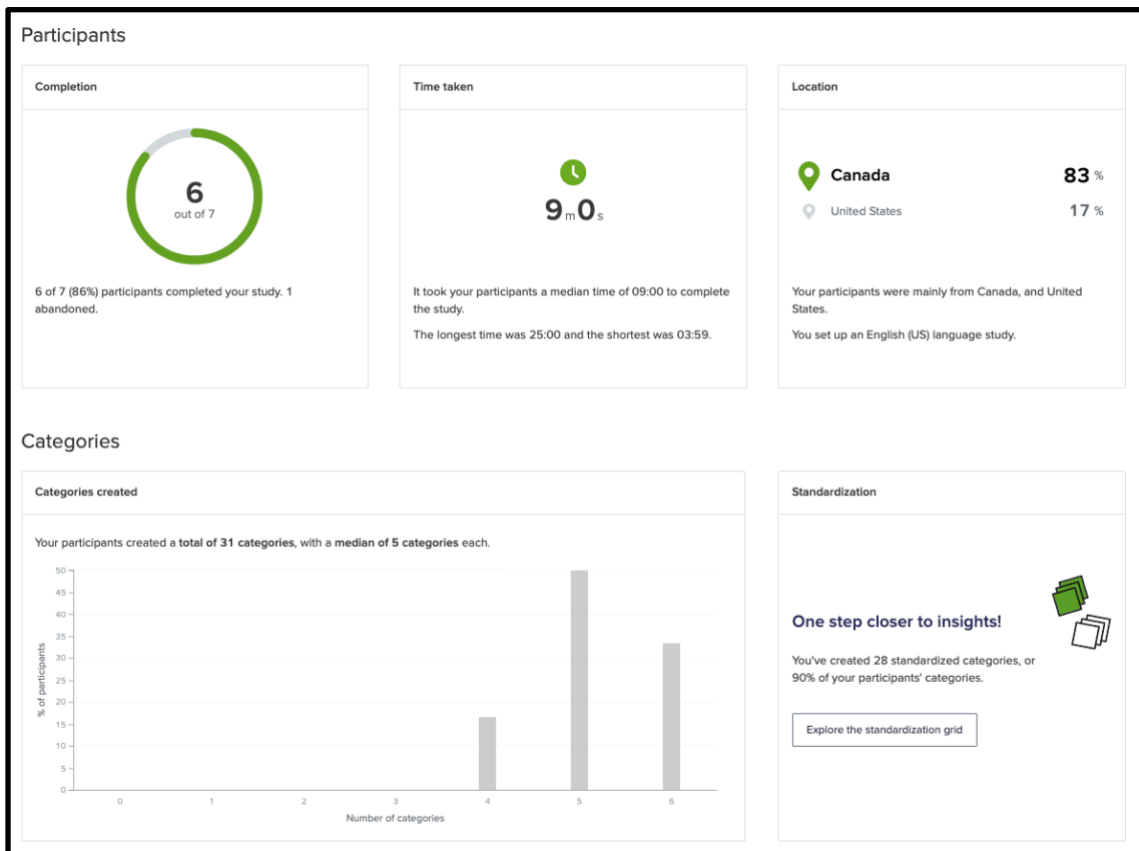 Participants
Completion
6
out of 7
6 of 7 (86%) participants completed your study. 1
abandoned.
Time taken
9 m 0 s
It took your participants a median time of 09:00 to complete
the study.
The longest time was 25:00 and the shortest was 03:59.
Location
Canada 83 %
United States 17 %
Your participants were mainly from Canada, and United
States.
You set up an English (US) language study.
Categories
Categories created
Your participants created a total of 31 categories, with a median of 5 categories each.
% of participants
50
45
40
35
30
25
20
15
10
5
0
0 1 2 3 4 5 6
Number of categories
Standardization
One step closer to insights!
You've created 28 standardized categories, or
90% of your participants' categories.
Explore the standardization grid